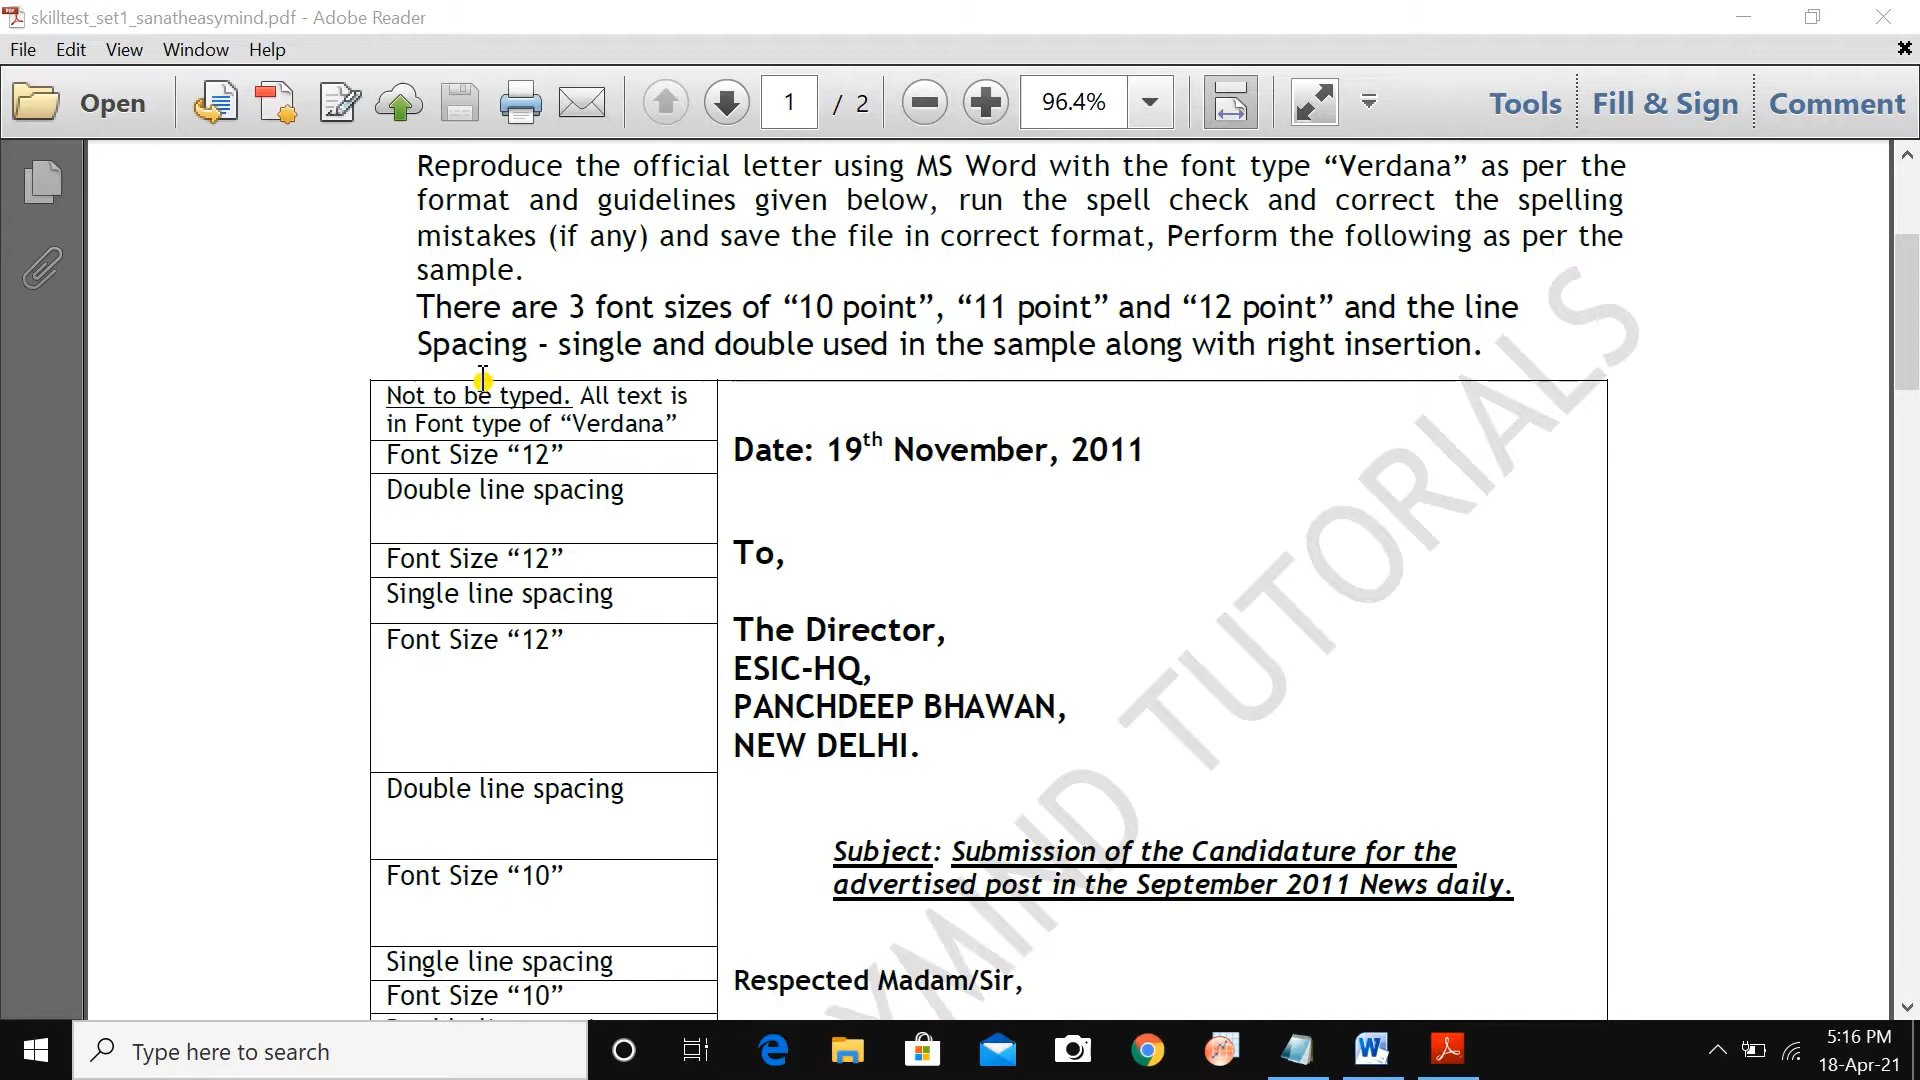 skilltest_set1_sanatheasymind.pdf - Adobe Reader
File Edit View Window Help
Open 1 / 2 96.4% Tools Fill & Sign Comment
Reproduce the official letter using MS Word with the font type “Verdana” as per the
format and guidelines given below, run the spell check and correct the spelling
mistakes (if any) and save the file in correct format, Perform the following as per the
sample.
There are 3 font sizes of “10 point”, “11 point” and “12 point” and the line
Spacing - single and double used in the sample along with right insertion.
Not to be typed. All text is
in Font type of “Verdana”
Font Size “12”
Double line spacing
Font Size “12”
Single line spacing
Font Size “12”
Double line spacing
Font Size “10”
Single line spacing
Font Size “10”
Date: 19th November, 2011
To,
The Director,
ESIC-HQ,
PANCHDEEP BHAWAN,
NEW DELHI.
Subject: Submission of the Candidature for the
advertised post in the September 2011 News daily.
Respected Madam/Sir,
YMIND TUTORIALS
Type here to search
5:16 PM
18-Apr-21